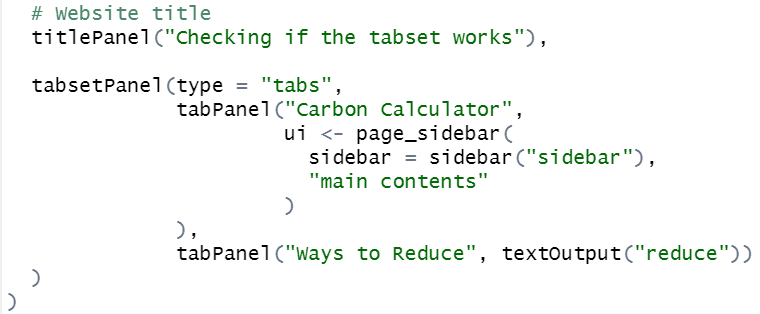 # Website title
titlePanel("Checking if the tabset works"),
tabsetPanel(type = "tabs",
tabPanel("Carbon Calculator",
ui <- page_sidebar(
sidebar = sidebar("sidebar"),
"main contents"
)
),
tabPanel("Ways to Reduce", textOutput("reduce"))
)
)